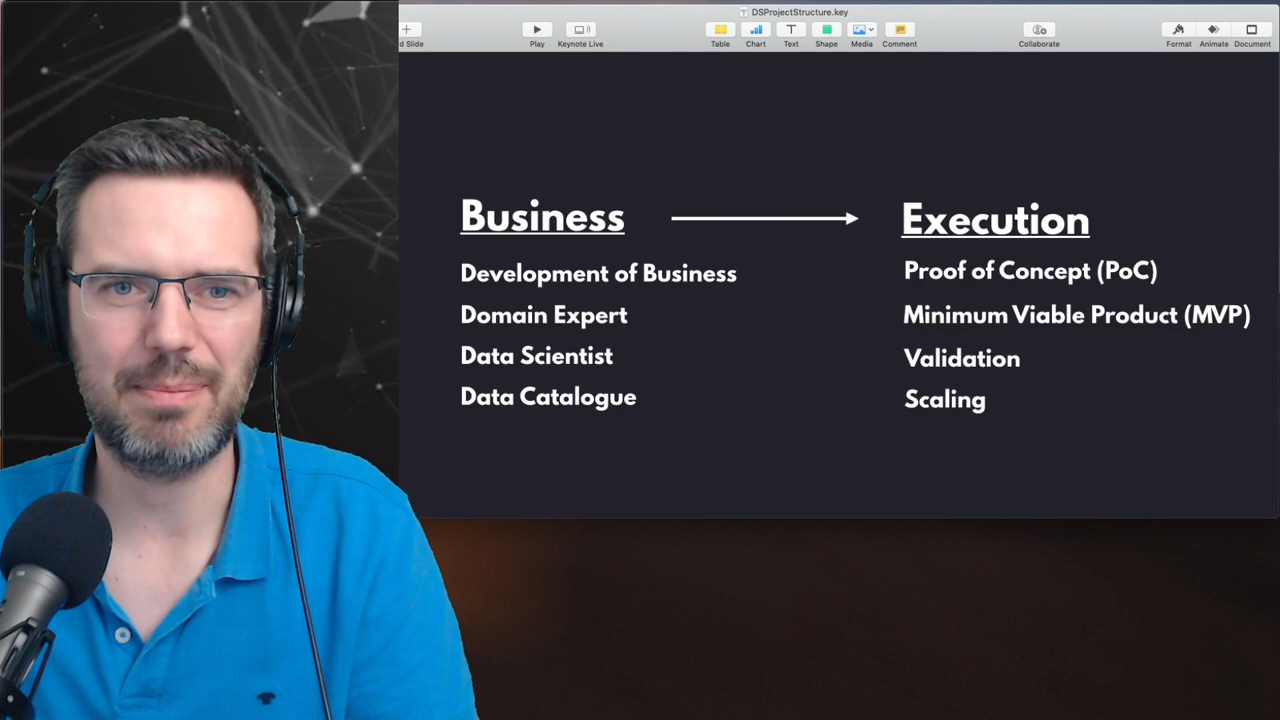 DSProjectStructure.key
d Slide
Play
Keynote Live
Table
Chart
Text
Shape
Media
Comment
Collaborate
Format
Animate
Document
Business
Execution
Development of Business
Domain Expert
Data Scientist
Data Catalogue
Proof of Concept (PoC)
Minimum Viable Product (MVP)
Validation
Scaling